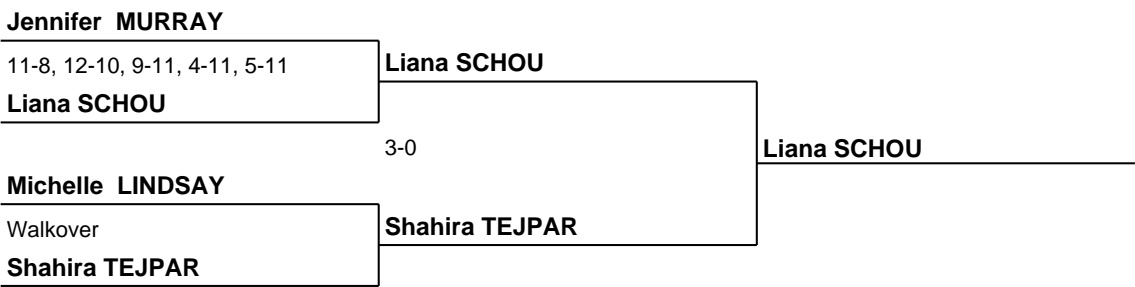 Jennifer  MURRAY
11-8, 12-10, 9-11, 4-11, 5-11
Liana SCHOU
Liana SCHOU
3-0
Liana SCHOU
Michelle  LINDSAY
Walkover
Shahira TEJPAR
Shahira TEJPAR